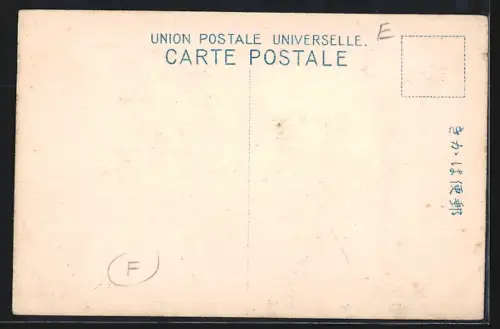 UNION POSTALE UNIVERSELLE.
CARTE POSTALE
E
きかは便郵
F